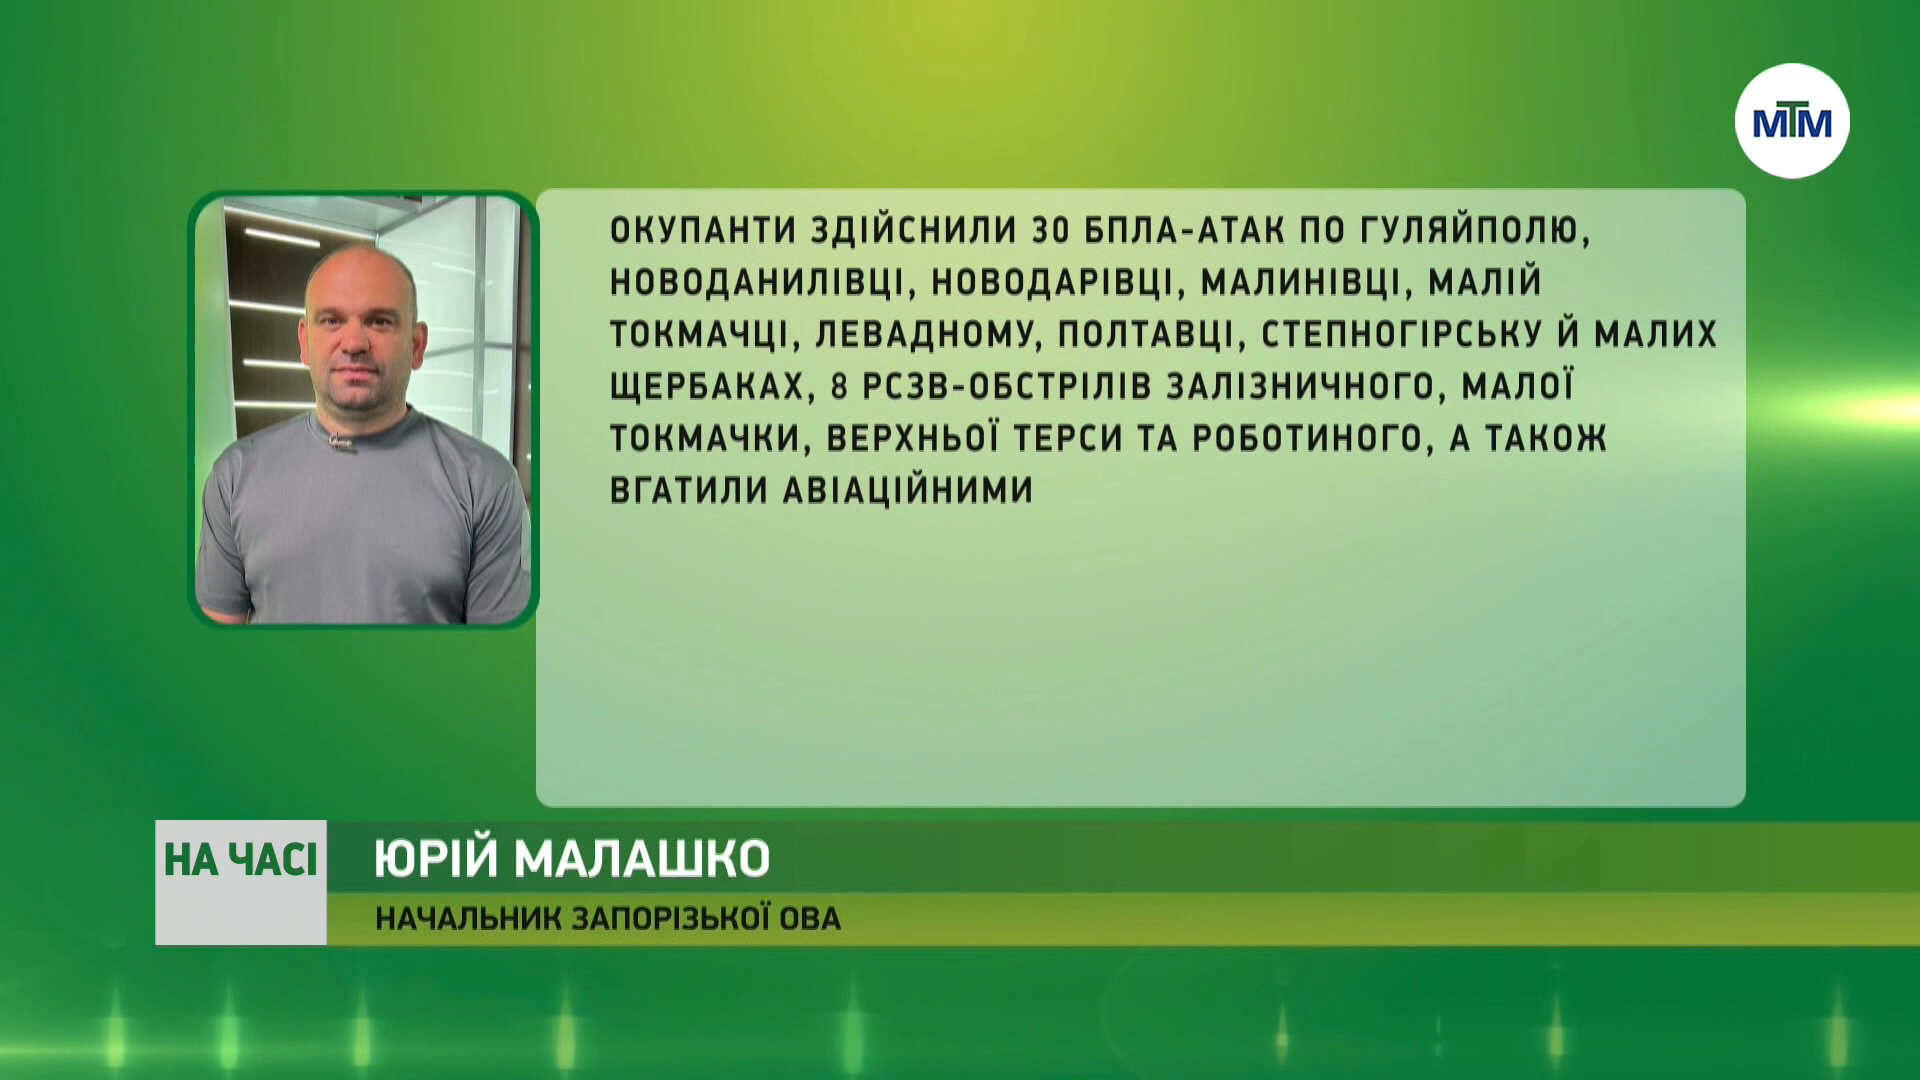 МТМ
ОКУПАНТИ ЗДІЙСНИЛИ 30 БПЛА-АТАК ПО ГУЛЯЙПОЛЮ,
НОВОДАНИЛІВЦІ, НОВОДАРІВЦІ, МАЛИНІВЦІ, МАЛІЙ
ТОКМАЧЦІ, ЛЕВАДНОМУ, ПОЛТАВЦІ, СТЕПНОГІРСЬКУ Й МАЛИХ
ЩЕРБАКАХ, 8 РСЗВ-ОБСТРІЛІВ ЗАЛІЗНИЧНОГО, МАЛОЇ
ТОКМАЧКИ, ВЕРХНЬОЇ ТЕРСИ ТА РОБОТИНОГО, А ТАКОЖ
ВГАТИЛИ АВІАЦІЙНИМИ
НА ЧАСІ
ЮРІЙ МАЛАШКО
НАЧАЛЬНИК ЗАПОРІЗЬКОЇ ОВА